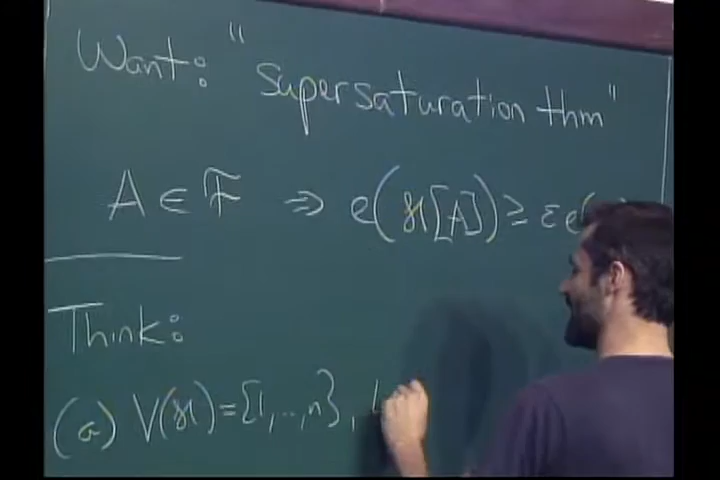 Want: "Supersaturation thm"
A ∈ F ⇒ e(H[A]) ≥ ε e(
Think:
(a) V(H) = {1,..,n},